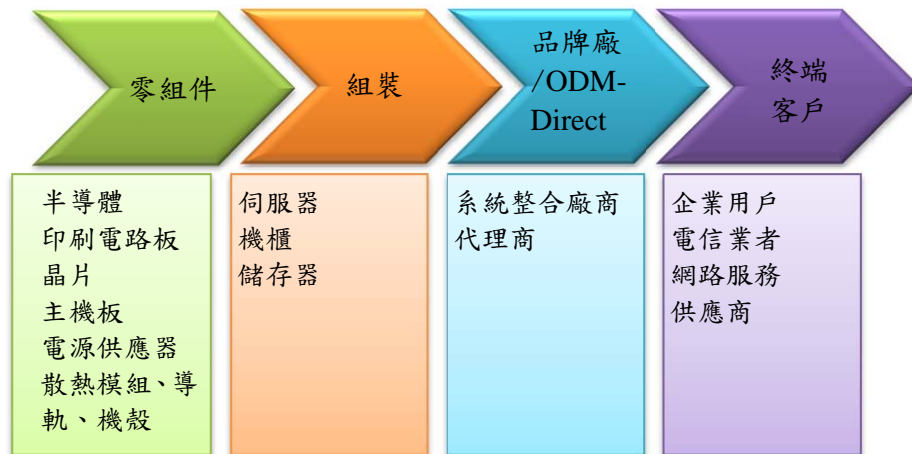 零組件
組裝
品牌廠
/ODM-
Direct
終端
客戶
半導體
印刷電路板
晶片
主機板
電源供應器
散熱模組、導
軌、機殼
伺服器
機櫃
儲存器
系統整合廠商
代理商
企業用戶
電信業者
網路服務
供應商